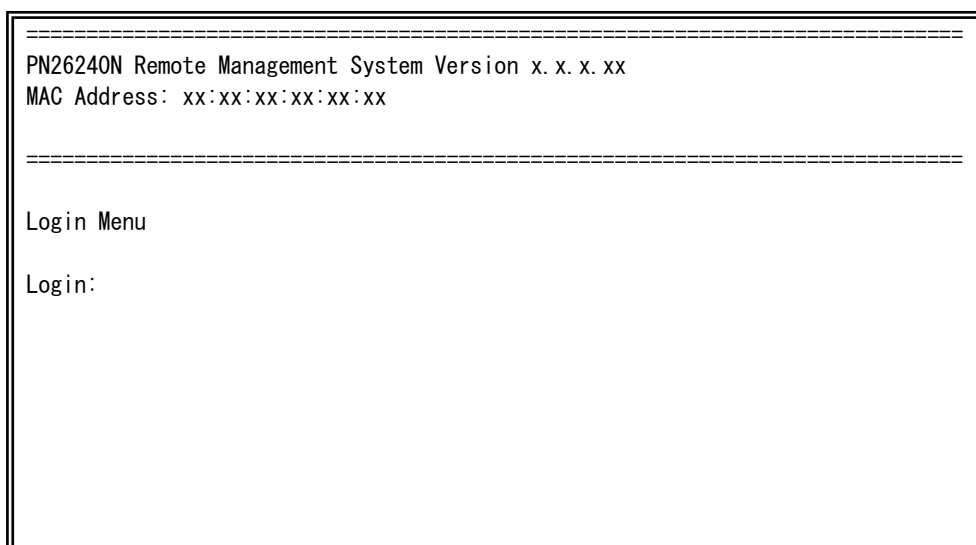 ==============================================================================
PN26240N Remote Management System Version x.x.x.xx
MAC Address: xx:xx:xx:xx:xx:xx
==============================================================================
Login Menu
Login: